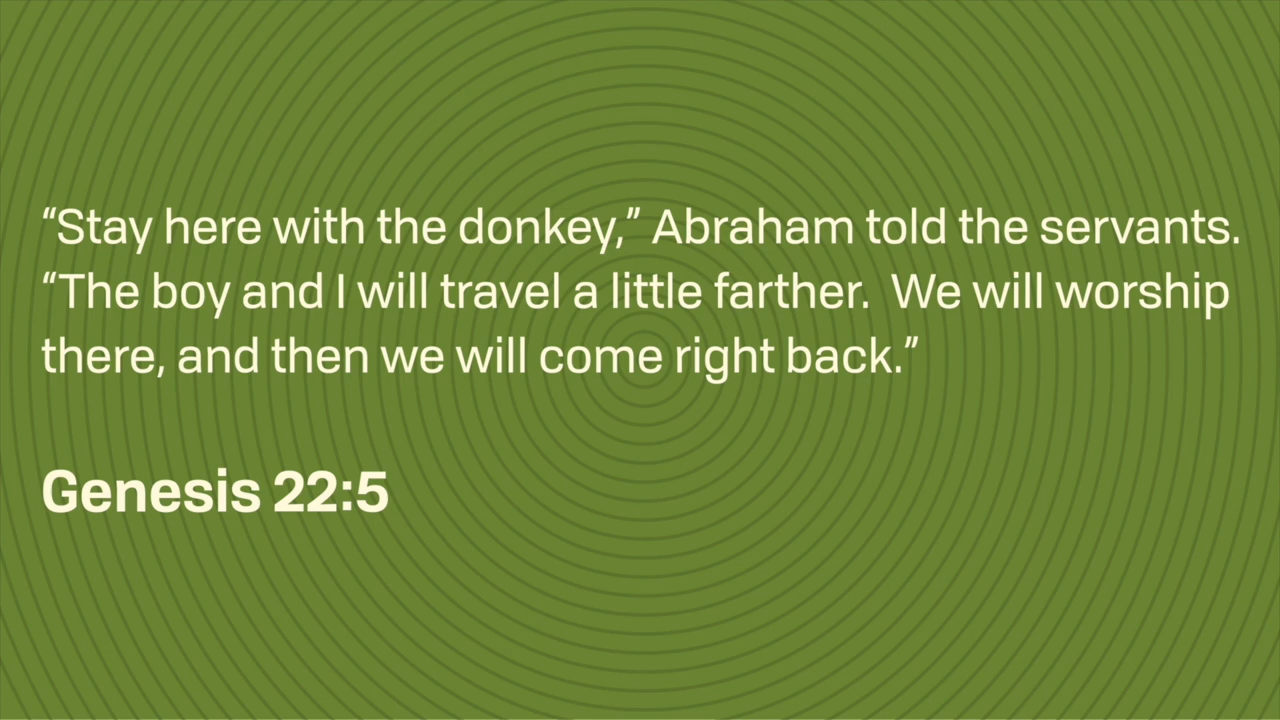 “Stay here with the donkey,” Abraham told the servants.
“The boy and I will travel a little farther.  We will worship
there, and then we will come right back.”
Genesis 22:5